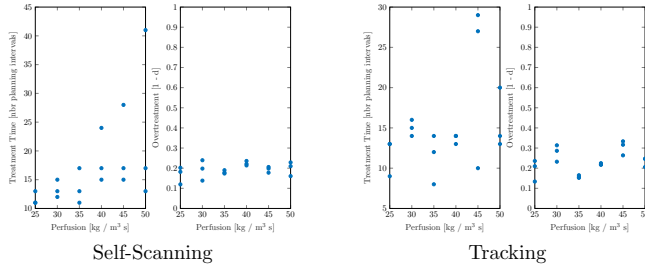 Treatment Time [nbr planning intervals]
45
40
35
30
25
20
15
10
25 30 35 40 45 50
Perfusion [kg / m³ s]
Overtreatment [1 - d]
1
0.9
0.8
0.7
0.6
0.5
0.4
0.3
0.2
0.1
0
25 30 35 40 45 50
Perfusion [kg / m³ s]
Self-Scanning
Treatment Time [nbr planning intervals]
30
25
20
15
10
5
25 30 35 40 45 50
Perfusion [kg / m³ s]
Overtreatment [1 - d]
1
0.9
0.8
0.7
0.6
0.5
0.4
0.3
0.2
0.1
0
25 30 35 40 45 50
Perfusion [kg / m³ s]
Tracking